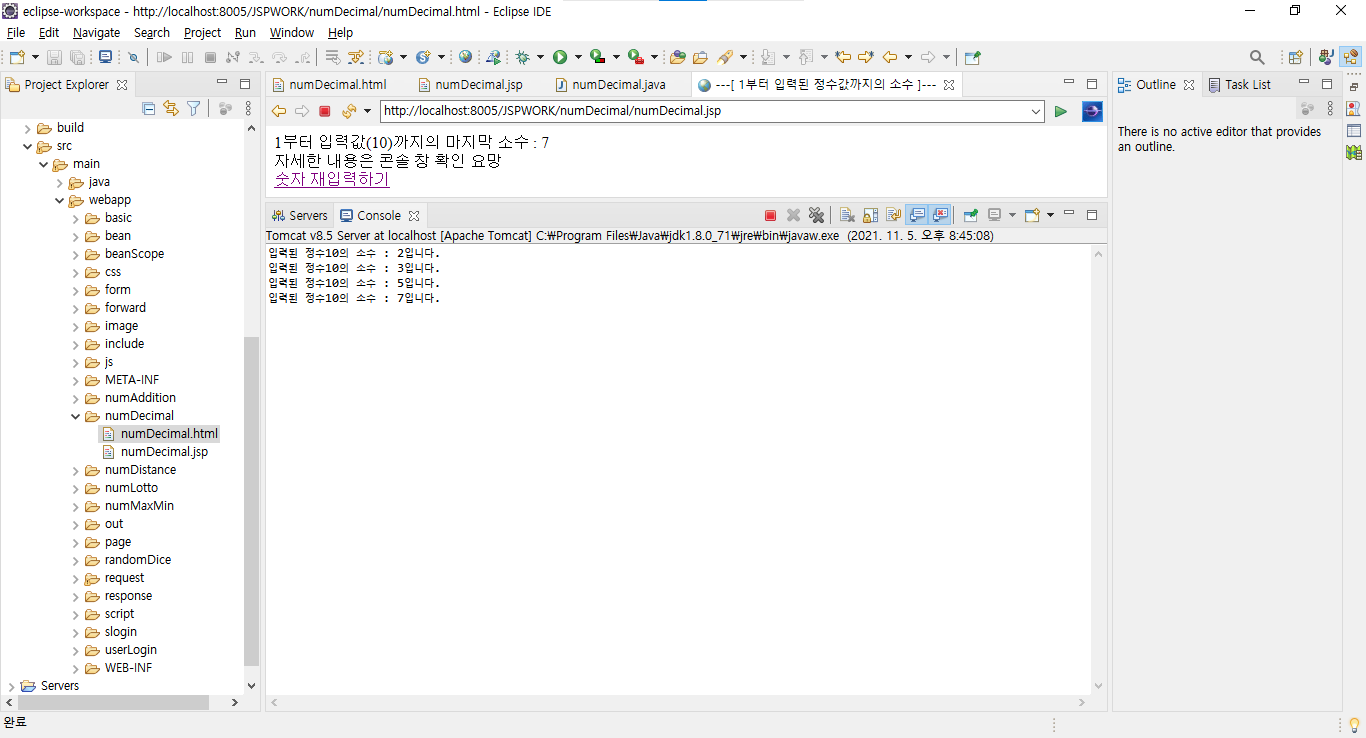 eclipse-workspace - http://localhost:8005/JSPWORK/numDecimal/numDecimal.html - Eclipse IDE
File Edit Navigate Search Project Run Window Help
Project Explorer
build
src
main
java
webapp
basic
bean
beanScope
css
form
forward
image
include
js
META-INF
numAddition
numDecimal
numDecimal.html
numDecimal.jsp
numDistance
numLotto
numMaxMin
out
page
randomDice
request
response
script
slogin
userLogin
WEB-INF
Servers
numDecimal.html numDecimal.jsp numDecimal.java ---[ 1부터 입력된 정수값까지의 소수 ]---
http://localhost:8005/JSPWORK/numDecimal/numDecimal.jsp
1부터 입력값(10)까지의 마지막 소수 : 7
자세한 내용은 콘솔 창 확인 요망
숫자 재입력하기
Servers Console
Tomcat v8.5 Server at localhost [Apache Tomcat] C:₩Program Files₩Java₩jdk1.8.0_71₩jre₩bin₩javaw.exe (2021. 11. 5. 오후 8:45:08)
입력된 정수10의 소수 : 2입니다.
입력된 정수10의 소수 : 3입니다.
입력된 정수10의 소수 : 5입니다.
입력된 정수10의 소수 : 7입니다.
Outline Task List
There is no active editor that provides
an outline.
완료